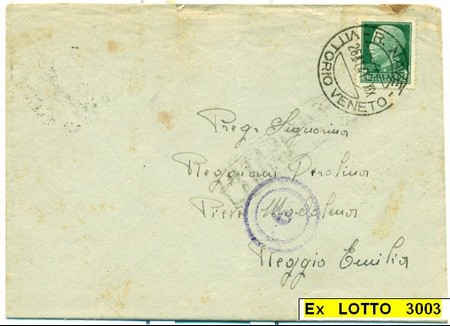 VITTORIO VENETO
Preg. Signorina
Reggiani
Pieve Modolena
Reggio Emilia
Ex LOTTO 3003